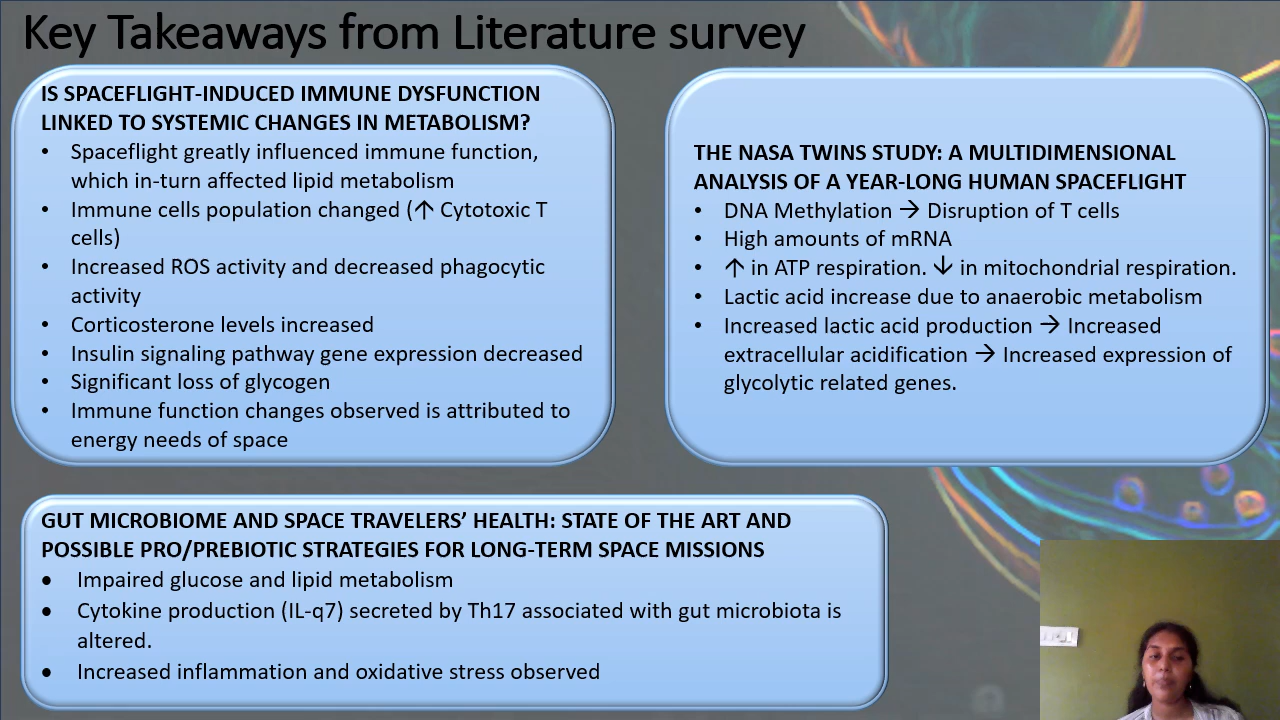 Key Takeaways from Literature survey
IS SPACEFLIGHT-INDUCED IMMUNE DYSFUNCTION
LINKED TO SYSTEMIC CHANGES IN METABOLISM?
• Spaceflight greatly influenced immune function,
which in-turn affected lipid metabolism
• Immune cells population changed (↑ Cytotoxic T
cells)
• Increased ROS activity and decreased phagocytic
activity
• Corticosterone levels increased
• Insulin signaling pathway gene expression decreased
• Significant loss of glycogen
• Immune function changes observed is attributed to
energy needs of space
THE NASA TWINS STUDY: A MULTIDIMENSIONAL
ANALYSIS OF A YEAR-LONG HUMAN SPACEFLIGHT
• DNA Methylation → Disruption of T cells
• High amounts of mRNA
• ↑ in ATP respiration. ↓ in mitochondrial respiration.
• Lactic acid increase due to anaerobic metabolism
• Increased lactic acid production → Increased
extracellular acidification → Increased expression of
glycolytic related genes.
GUT MICROBIOME AND SPACE TRAVELERS’ HEALTH: STATE OF THE ART AND
POSSIBLE PRO/PREBIOTIC STRATEGIES FOR LONG-TERM SPACE MISSIONS
• Impaired glucose and lipid metabolism
• Cytokine production (IL-q7) secreted by Th17 associated with gut microbiota is
altered.
• Increased inflammation and oxidative stress observed